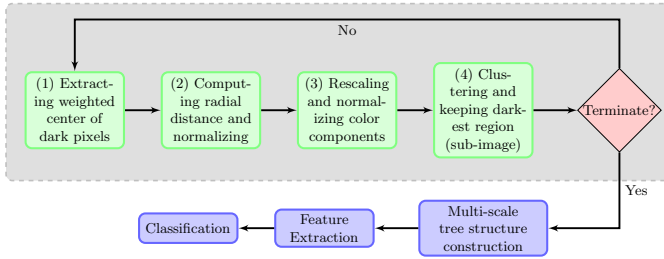 No
(1) Extract-
ing weighted
center of
dark pixels
(2) Comput-
ing radial
distance and
normalizing
(3) Rescaling
and normal-
izing color
components
(4) Clus-
tering and
keeping dark-
est region
(sub-image)
Terminate?
Yes
Multi-scale
tree structure
construction
Feature
Extraction
Classification